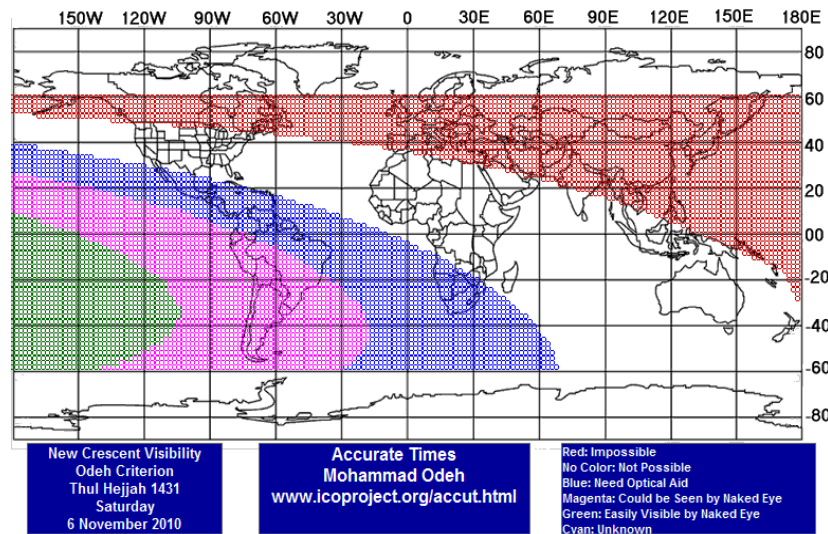 150W 120W 90W 60W 30W 0 30E 60E 90E 120E 150E 180E
80
60
40
20
00
-20
-40
-60
-80
New Crescent Visibility
Odeh Criterion
Thul Hejjah 1431
Saturday
6 November 2010
Accurate Times
Mohammad Odeh
www.icoproject.org/accut.html
Red: Impossible
No Color: Not Possible
Blue: Need Optical Aid
Magenta: Could be Seen by Naked Eye
Green: Easily Visible by Naked Eye
Cyan: Unknown